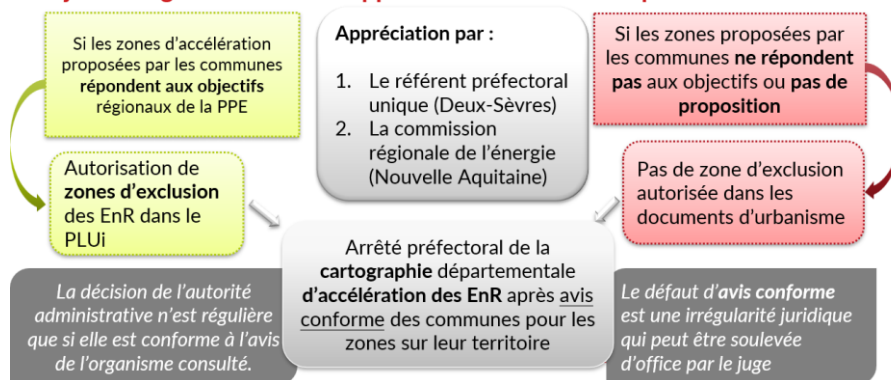 Si les zones d'accélération
proposées par les communes
répondent aux objectifs
régionaux de la PPE
Appréciation par :
1. Le référent préfectoral
unique (Deux-Sèvres)
2. La commission
régionale de l'énergie
(Nouvelle Aquitaine)
Si les zones proposées par
les communes ne répondent
pas aux objectifs ou pas de
proposition
Autorisation de
zones d'exclusion
des EnR dans le
PLUi
Pas de zone d'exclusion
autorisée dans les
documents d'urbanisme
Arrêté préfectoral de la
cartographie départementale
d'accélération des EnR après avis
conforme des communes pour les
zones sur leur territoire
La décision de l'autorité
administrative n'est régulière
que si elle est conforme à l'avis
de l'organisme consulté.
Le défaut d'avis conforme
est une irrégularité juridique
qui peut être soulevée
d'office par le juge